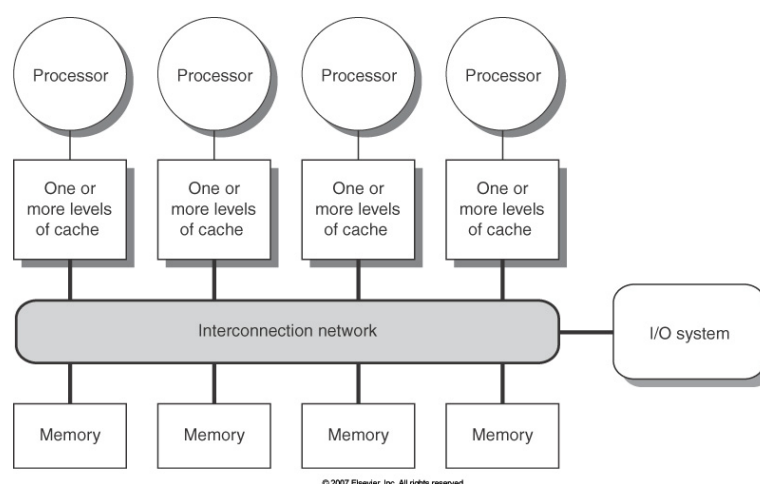 Processor
Processor
Processor
Processor
One or
more levels
of cache
One or
more levels
of cache
One or
more levels
of cache
One or
more levels
of cache
Interconnection network
I/O system
Memory
Memory
Memory
Memory
© 2007 Elsevier, Inc. All rights reserved.